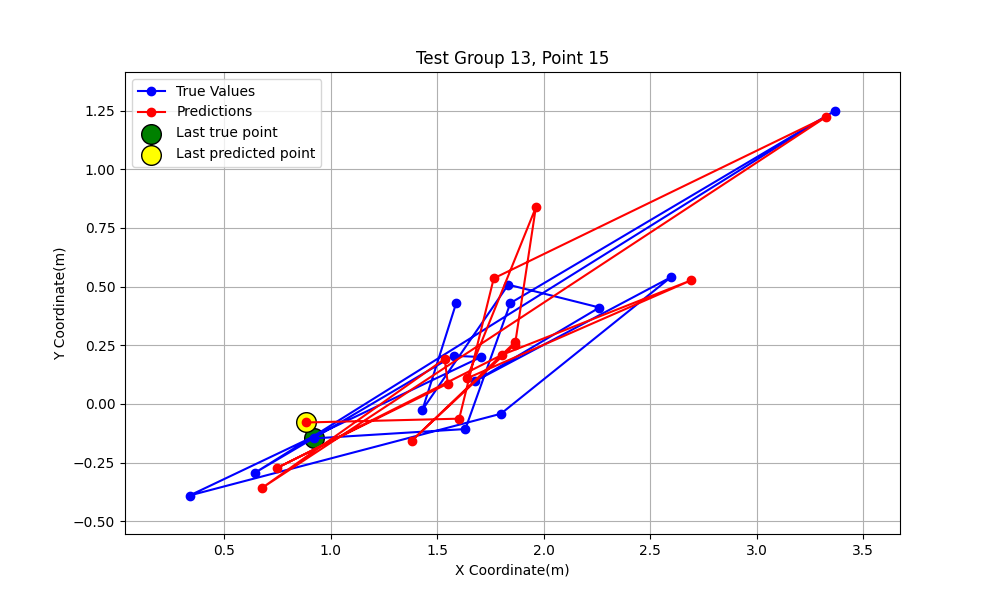 Test Group 13, Point 15
True Values
Predictions
Last true point
Last predicted point
Y Coordinate(m)
1.25
1.00
0.75
0.50
0.25
0.00
−0.25
−0.50
0.5
1.0
1.5
2.0
2.5
3.0
3.5
X Coordinate(m)